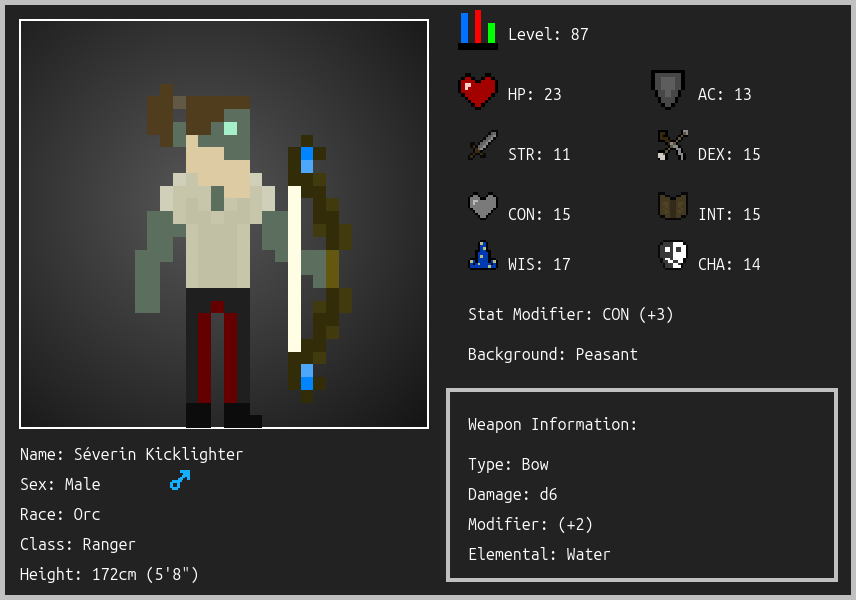 Level: 87
HP: 23
AC: 13
STR: 11
DEX: 15
CON: 15
INT: 15
WIS: 17
CHA: 14
Stat Modifier: CON (+3)
Background: Peasant
Weapon Information:
Type: Bow
Damage: d6
Modifier: (+2)
Elemental: Water
Name: Séverin Kicklighter
Sex: Male
Race: Orc
Class: Ranger
Height: 172cm (5'8")